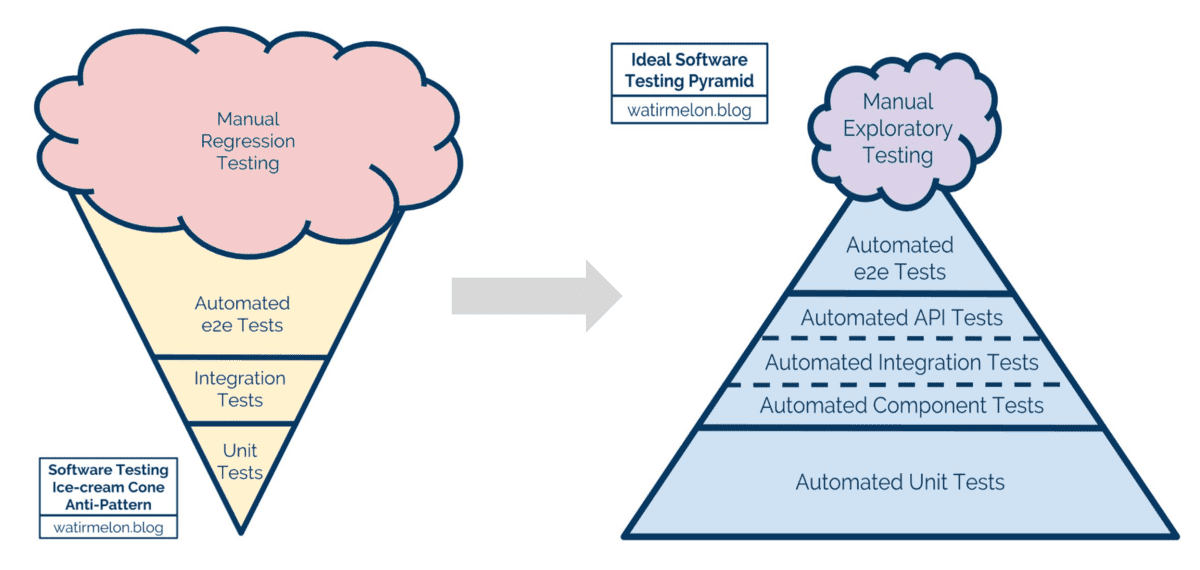 Manual
Regression
Testing
Automated
e2e Tests
Integration
Tests
Unit
Tests
Software Testing
Ice-cream Cone
Anti-Pattern
watirmelon.blog
Ideal Software
Testing Pyramid
watirmelon.blog
Manual
Exploratory
Testing
Automated
e2e Tests
Automated API Tests
Automated Integration Tests
Automated Component Tests
Automated Unit Tests